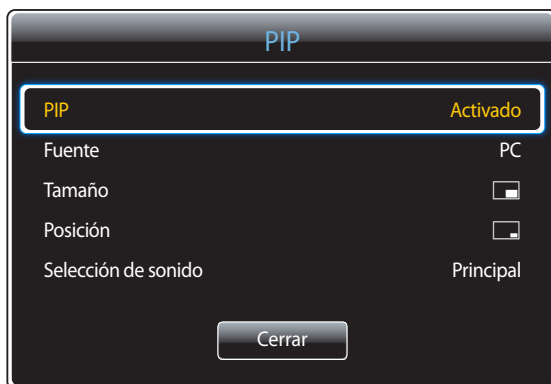 PIP
PIP Activado
Fuente PC
Tamaño
Posición
Selección de sonido Principal
Cerrar